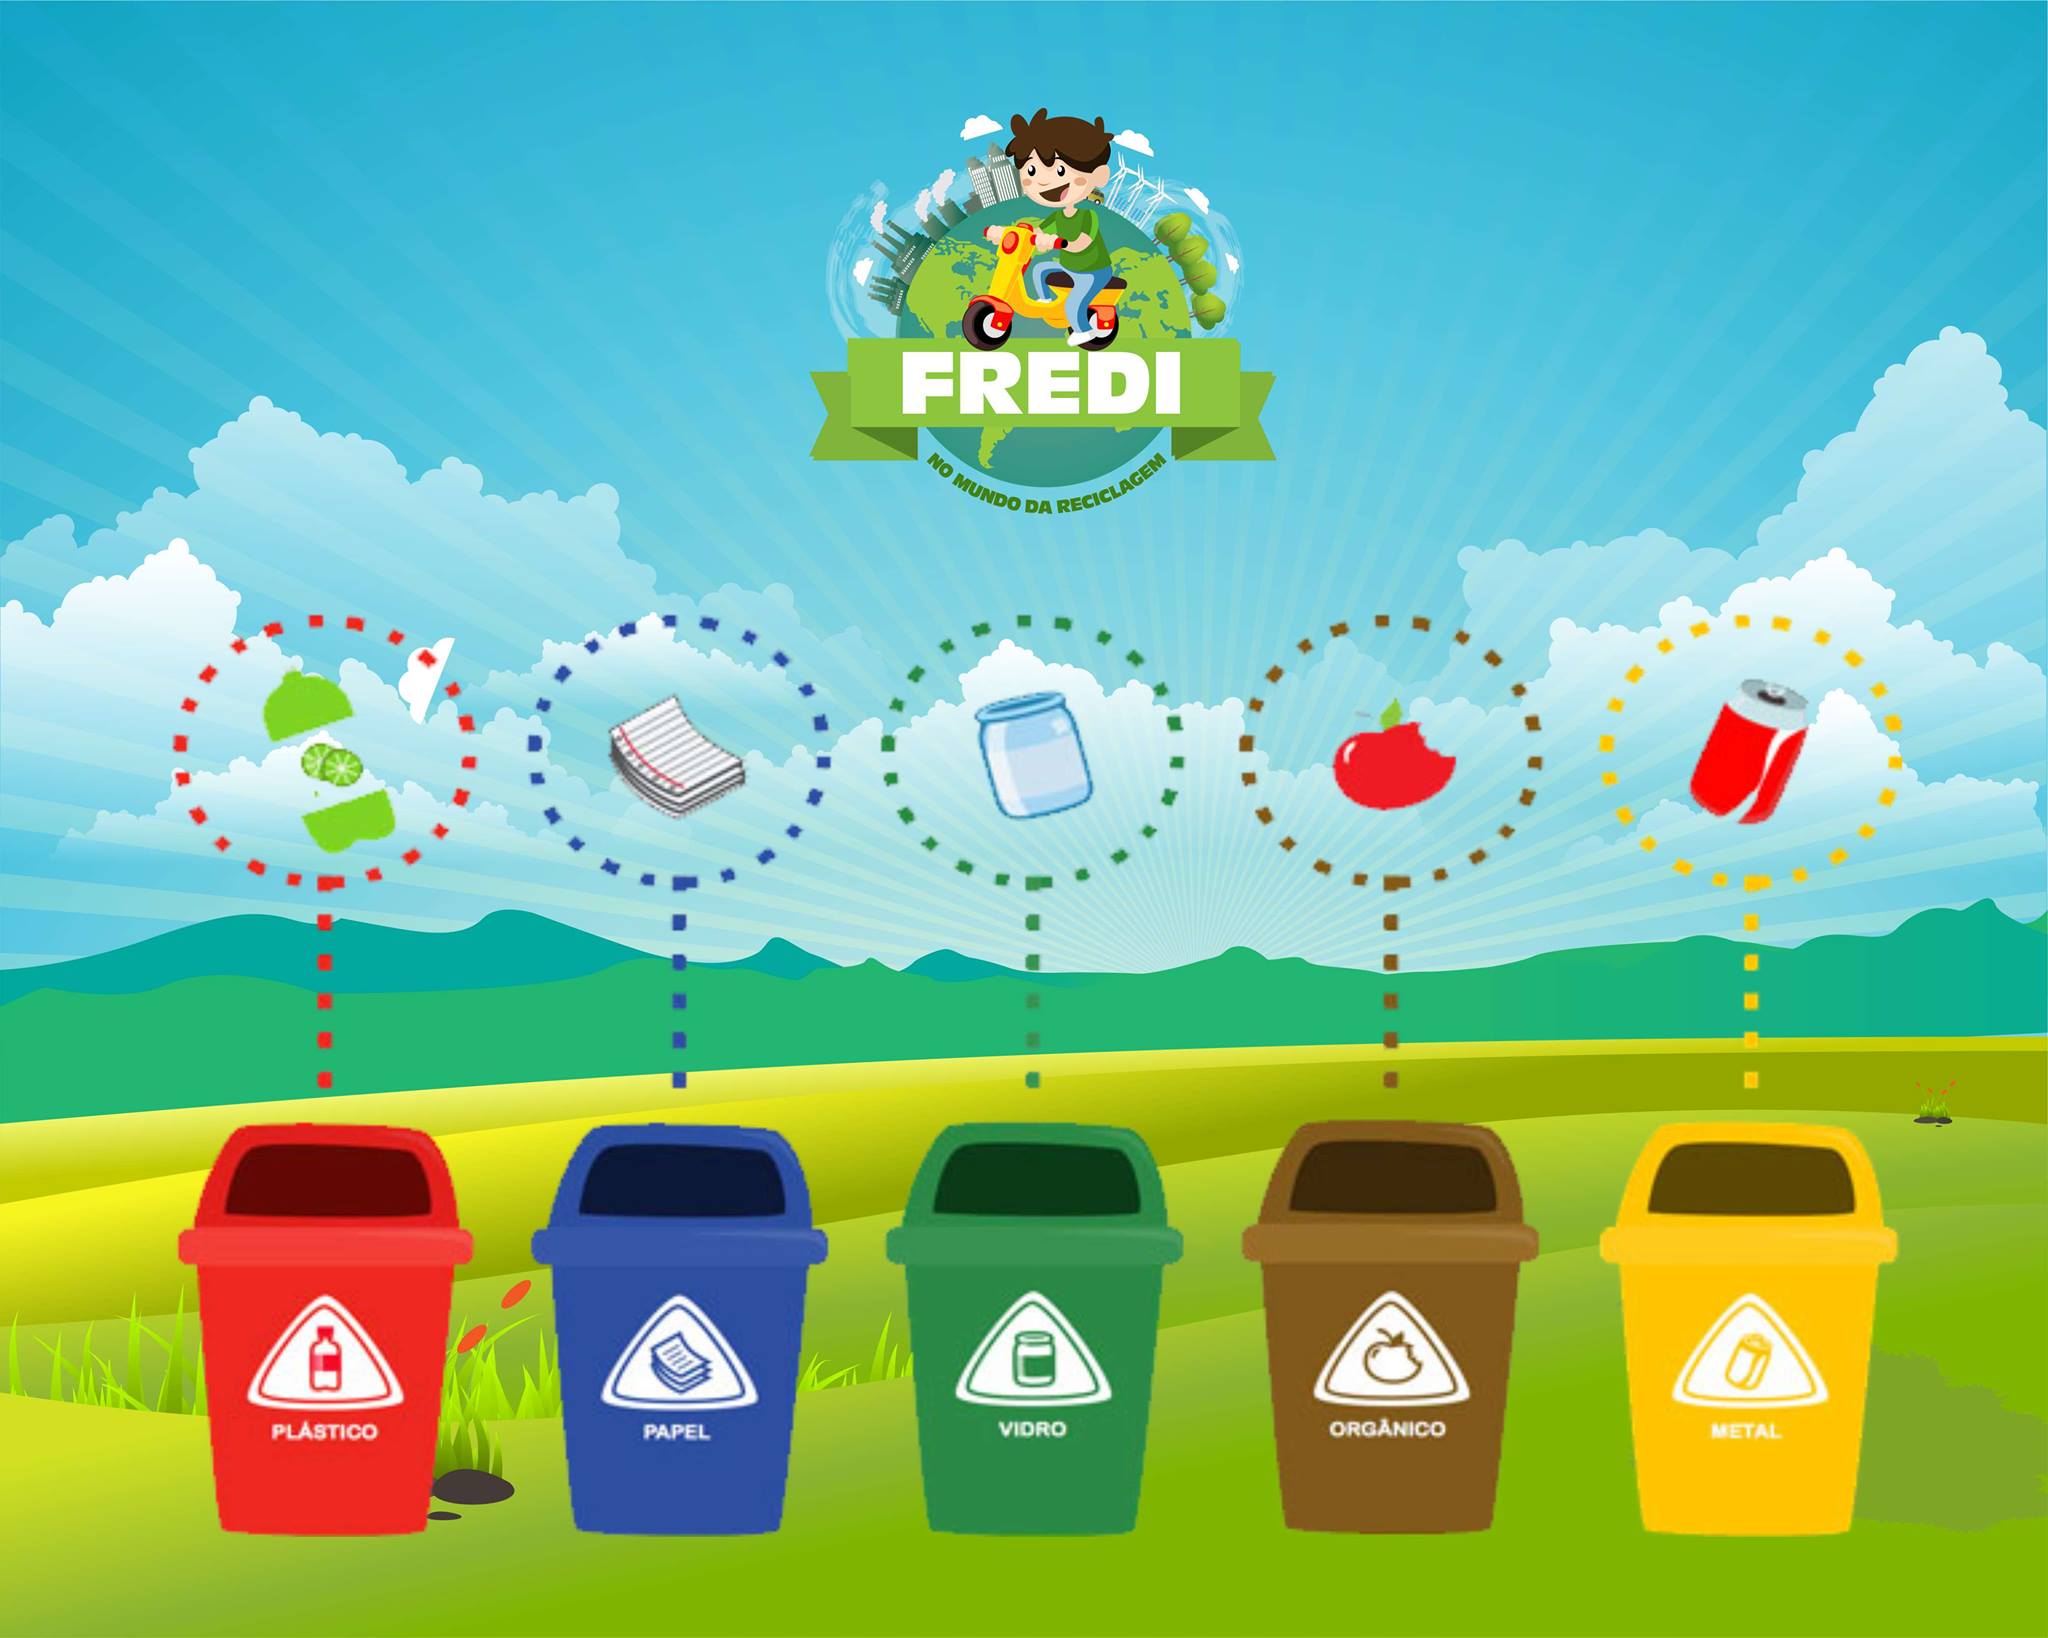 FREDI
NO MUNDO DA RECICLAGEM
PLÁSTICO
PAPEL
VIDRO
ORGÂNICO
METAL